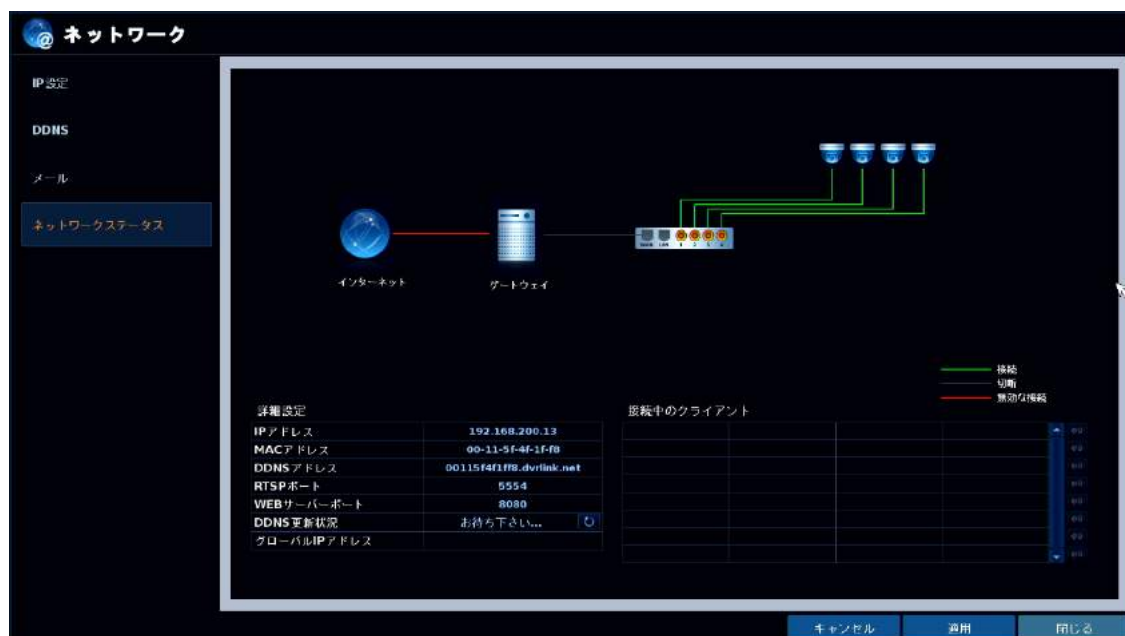 ネットワーク
IP設定
DDNS
メール
ネットワークステータス
インターネット
ゲートウェイ
LAN
1 2 3 4
接続
切断
無効な接続
詳細設定
IPアドレス 192.168.200.13
MACアドレス 00-11-5f-4f-1f-f8
DDNSアドレス 00115f4f1ff8.dvrlink.net
RTSPポート 5554
WEBサーバーポート 8080
DDNS更新状況 お待ち下さい...
グローバルIPアドレス
接続中のクライアント
キャンセル 適用 閉じる